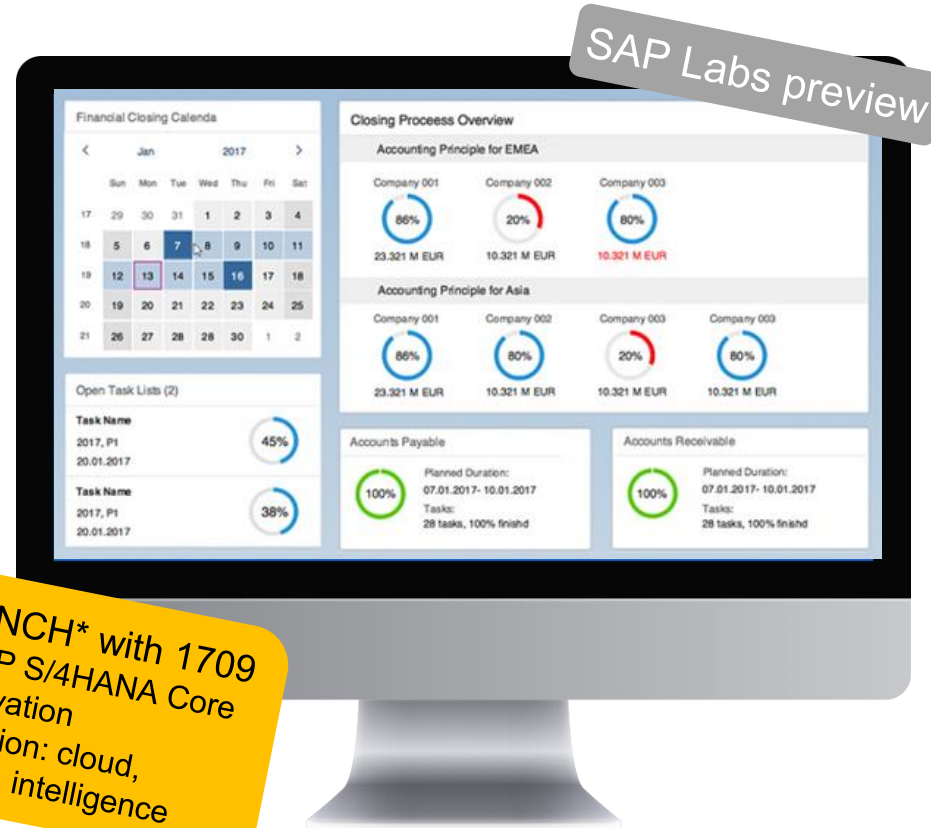 SAP Labs preview
Financial Closing Calenda
< Jan 2017 >
Sun Mon Tue Wed Thu Fri Sat
17 29 30 31 1 2 3 4
18 5 6 7 8 9 10 11
19 12 13 14 15 16 17 18
20 19 20 21 22 23 24 25
21 26 27 28 28 30 1 2
Open Task Lists (2)
Task Name
2017, P1
20.01.2017
45%
Task Name
2017, P1
20.01.2017
38%
Closing Proceess Overview
Accounting Principle for EMEA
Company 001 Company 002 Company 003
86% 20% 80%
23.321 M EUR 10.321 M EUR 10.321 M EUR
Accounting Principle for Asia
Company 001 Company 002 Company 003 Company 003
86% 80% 20% 80%
23.321 M EUR 10.321 M EUR 10.321 M EUR 10.321 M EUR
Accounts Payable
100%
Planned Duration:
07.01.2017- 10.01.2017
Tasks:
28 tasks, 100% finishd
Accounts Receivable
100%
Planned Duration:
07.01.2017- 10.01.2017
Tasks:
28 tasks, 100% finishd
NCH* with 1709
P S/4HANA Core
vation
ion: cloud,
intelligence